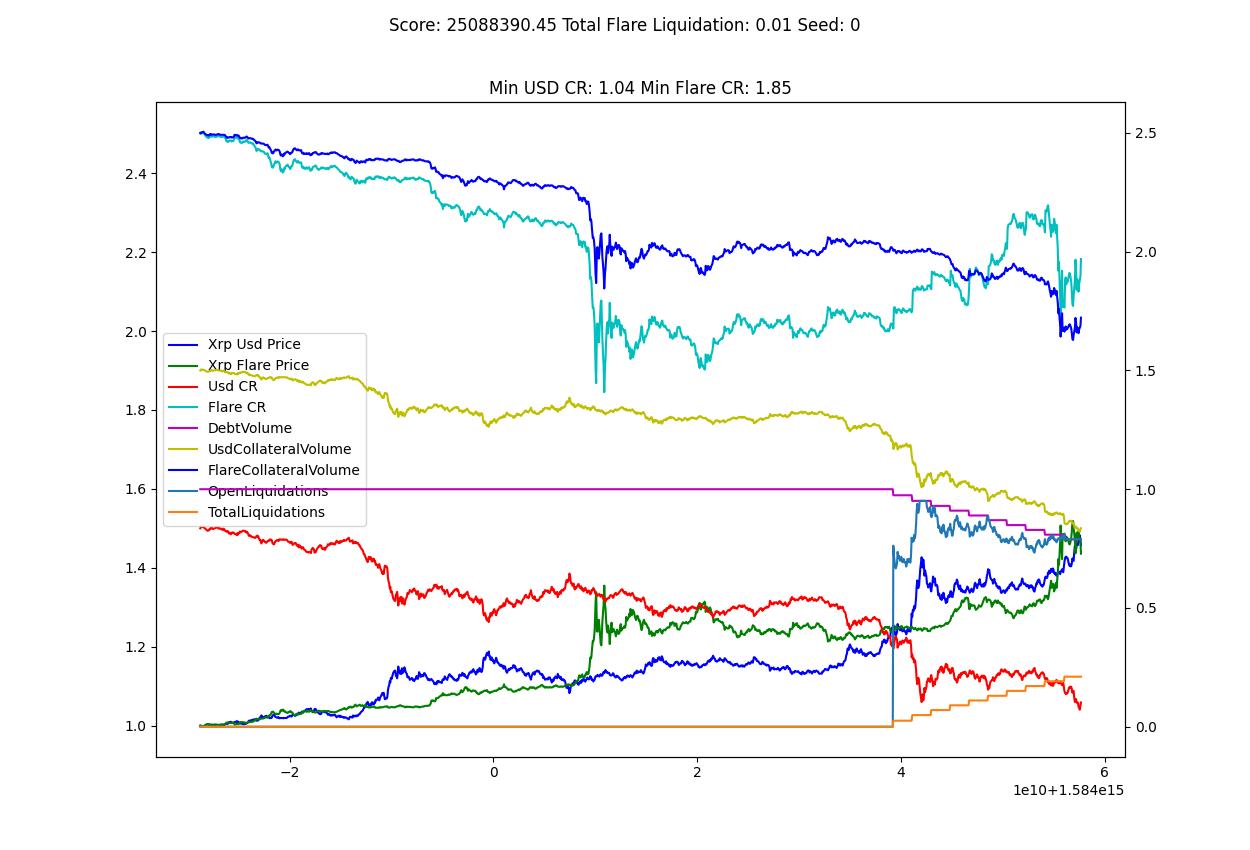 Score: 25088390.45 Total Flare Liquidation: 0.01 Seed: 0
Min USD CR: 1.04 Min Flare CR: 1.85
2.4
2.2
2.0
1.8
1.6
1.4
1.2
1.0
Xrp Usd Price
Xrp Flare Price
Usd CR
Flare CR
DebtVolume
UsdCollateralVolume
FlareCollateralVolume
OpenLiquidations
TotalLiquidations
2.5
2.0
1.5
1.0
0.5
0.0
−2 0 2 4 6
1e10+1.584e15